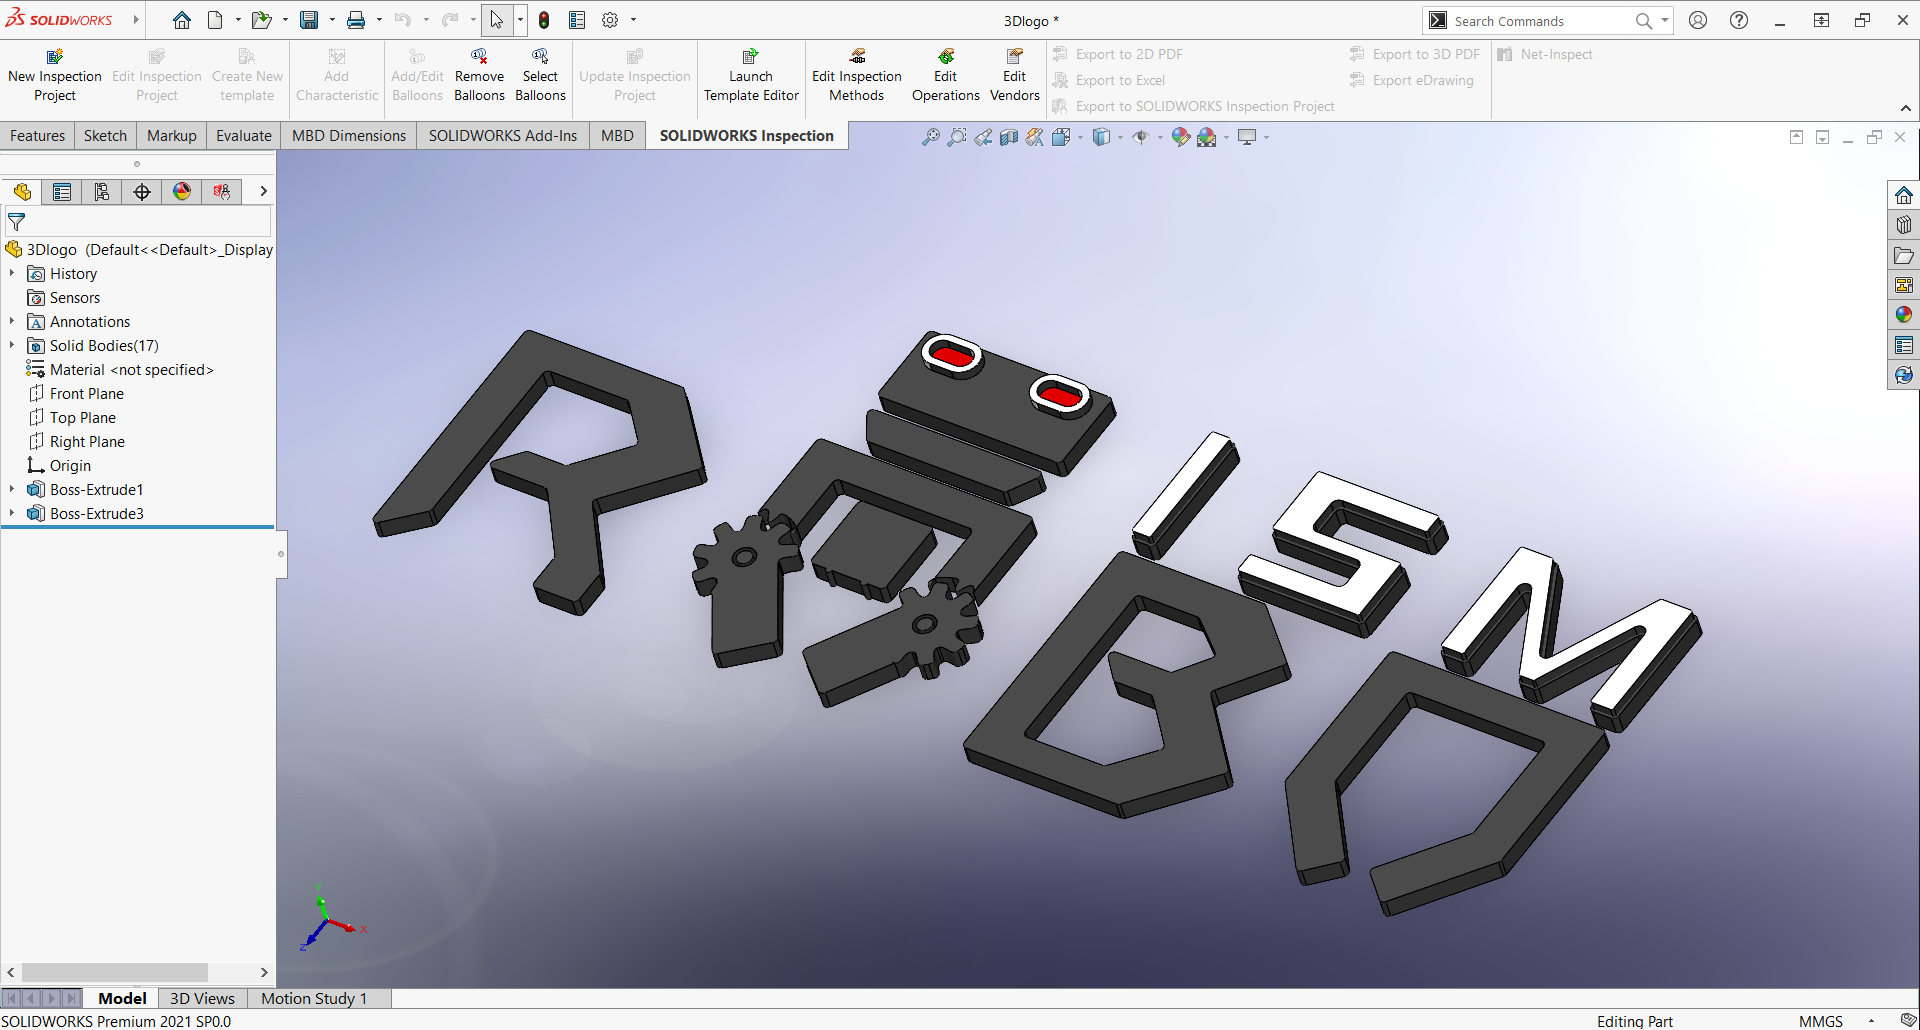 SOLIDWORKS
3Dlogo *
Search Commands
New Inspection Project
Edit Inspection Project
Create New template
Add Characteristic
Add/Edit Balloons
Remove Balloons
Select Balloons
Update Inspection Project
Launch Template Editor
Edit Inspection Methods
Edit Operations
Edit Vendors
Export to 2D PDF
Export to Excel
Export to SOLIDWORKS Inspection Project
Export to 3D PDF
Export eDrawing
Net-Inspect
Features
Sketch
Markup
Evaluate
MBD Dimensions
SOLIDWORKS Add-Ins
MBD
SOLIDWORKS Inspection
3Dlogo (Default<<Default>_Display
History
Sensors
Annotations
Solid Bodies(17)
Material <not specified>
Front Plane
Top Plane
Right Plane
Origin
Boss-Extrude1
Boss-Extrude3
R
B
ISM
Y
X
Z
Model
3D Views
Motion Study 1
SOLIDWORKS Premium 2021 SP0.0
Editing Part
MMGS